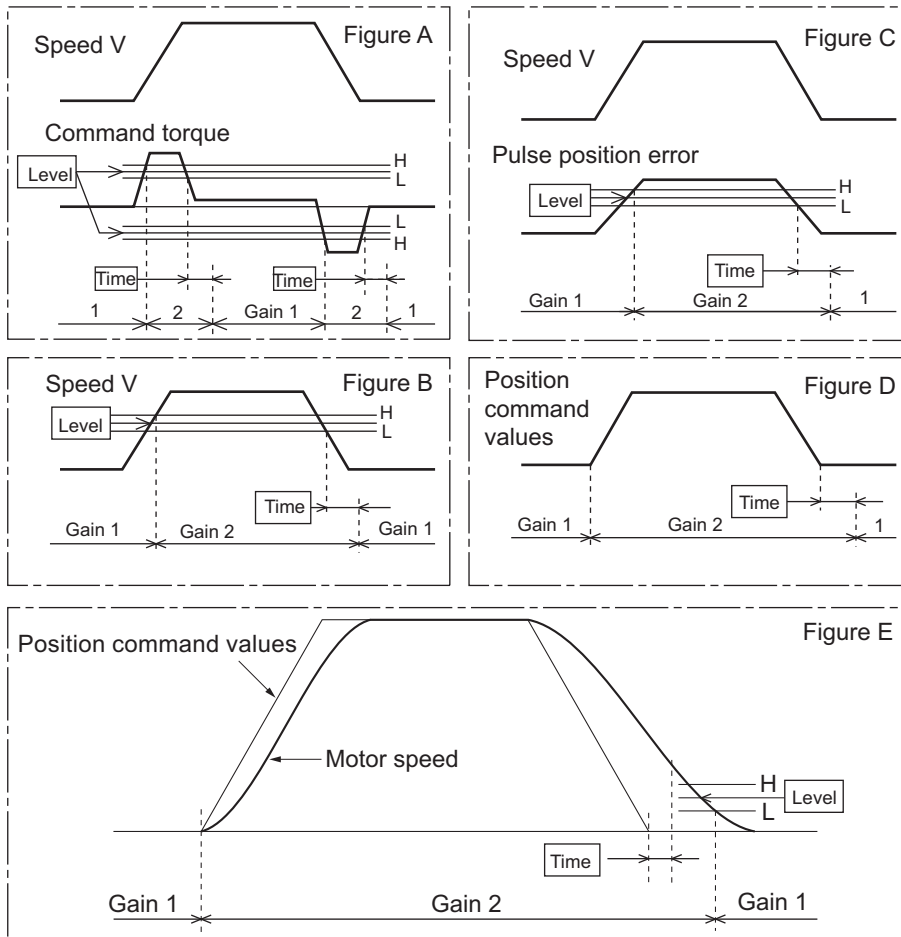 Figure A
Speed V
Command torque
Level
H
L
L
H
Time
Time
1
2
Gain 1
2
1
Figure C
Speed V
Pulse position error
Level
H
L
Time
Gain 1
Gain 2
1
Figure B
Speed V
Level
H
L
Time
Gain 1
Gain 2
Gain 1
Figure D
Position
command
values
Time
Gain 1
Gain 2
1
Figure E
Position command values
Motor speed
H
L
Level
Time
Gain 1
Gain 2
Gain 1